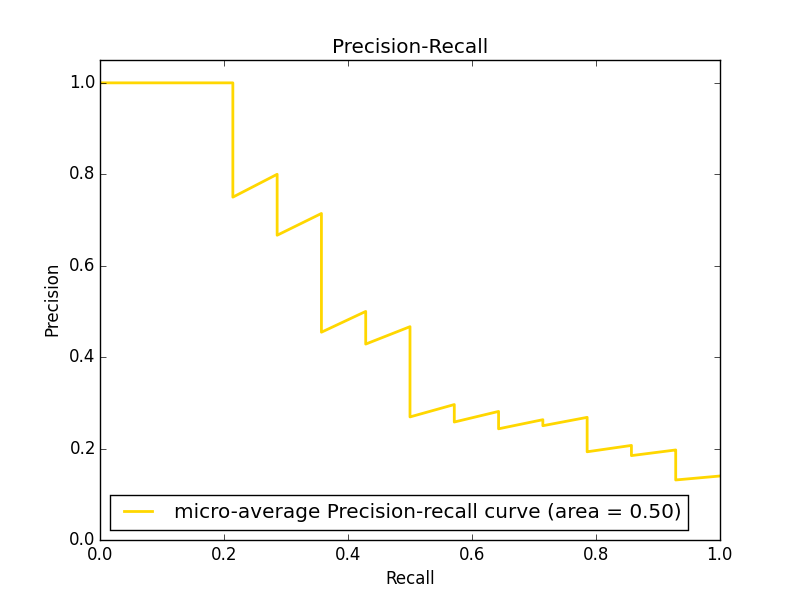 Precision-Recall
1.0
0.8
0.6
0.4
0.2
0.0
Precision
micro-average Precision-recall curve (area = 0.50)
0.0 0.2 0.4 0.6 0.8 1.0
Recall